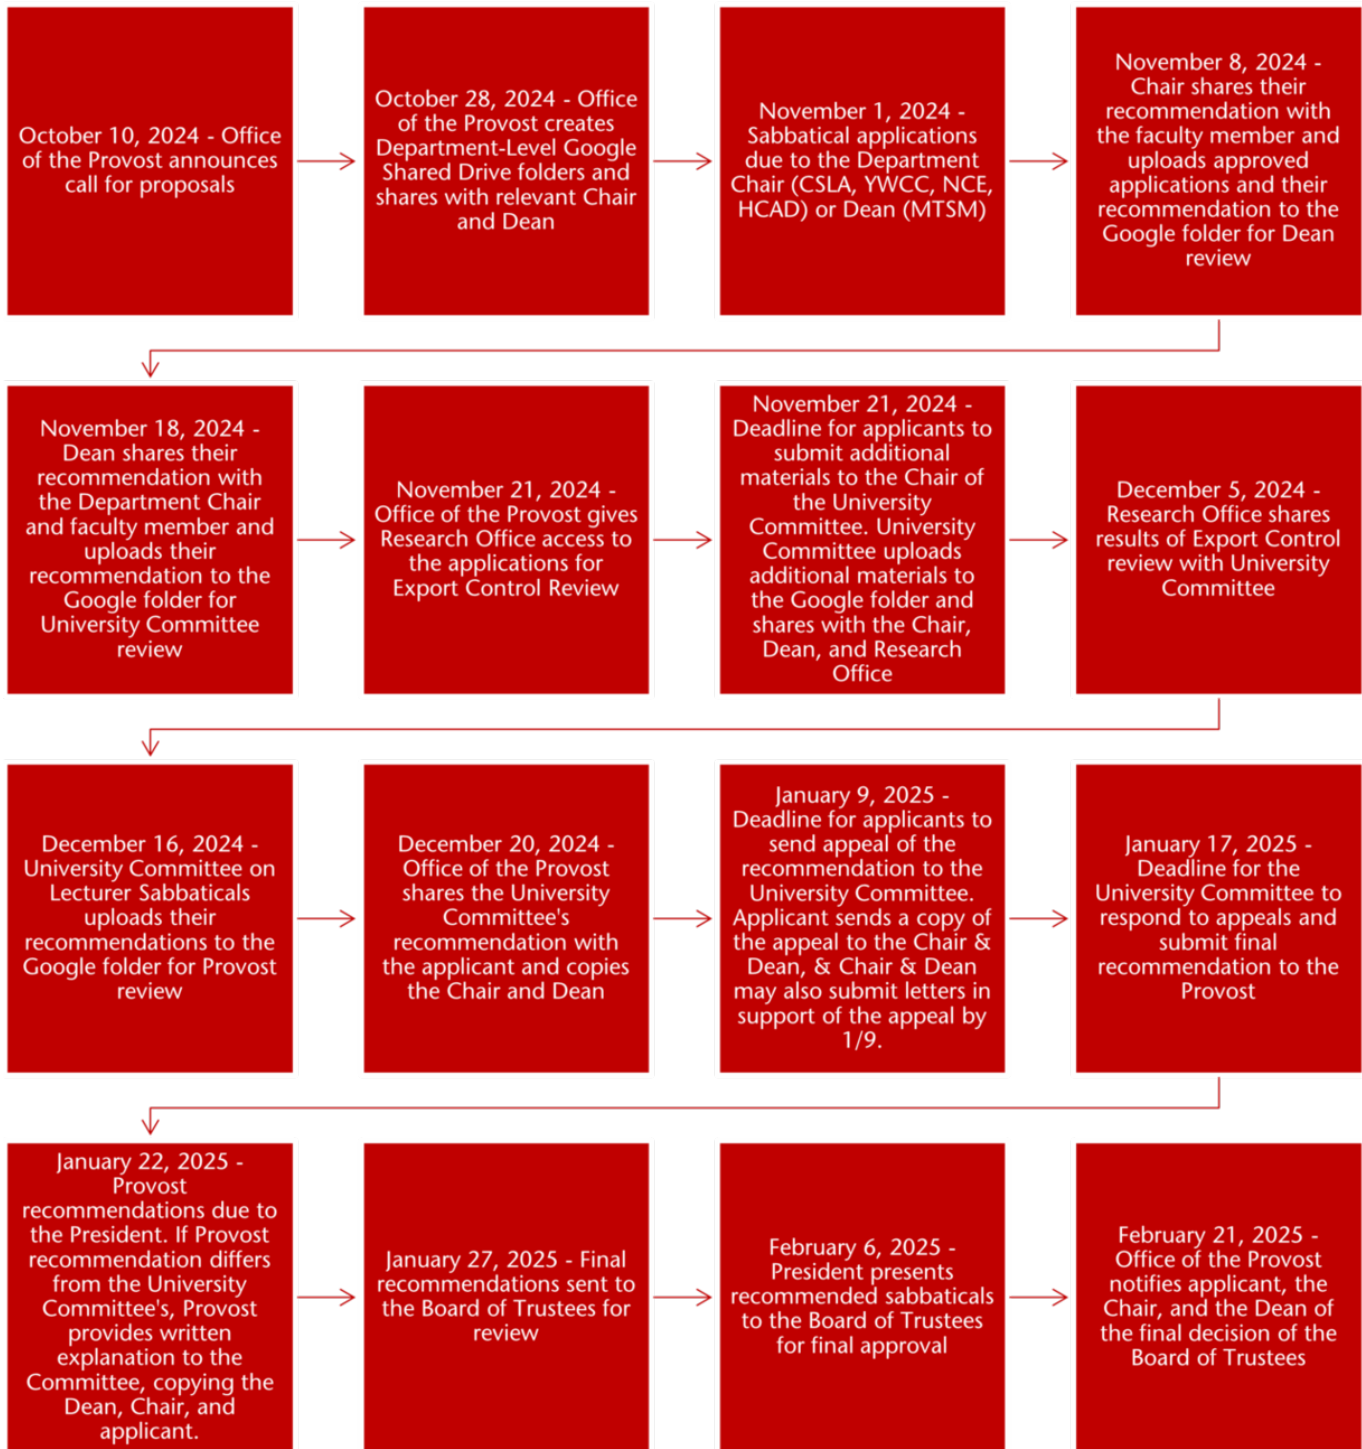 October 10, 2024 - Office
of the Provost announces
call for proposals
October 28, 2024 - Office
of the Provost creates
Department-Level Google
Shared Drive folders and
shares with relevant Chair
and Dean
November 1, 2024 -
Sabbatical applications
due to the Department
Chair (CSLA, YWCC, NCE,
HCAD) or Dean (MTSM)
November 8, 2024 -
Chair shares their
recommendation with
the faculty member and
uploads approved
applications and their
recommendation to the
Google folder for Dean
review
November 18, 2024 -
Dean shares their
recommendation with
the Department Chair
and faculty member and
uploads their
recommendation to the
Google folder for
University Committee
review
November 21, 2024 -
Office of the Provost gives
Research Office access to
the applications for
Export Control Review
November 21, 2024 -
Deadline for applicants to
submit additional
materials to the Chair of
the University
Committee. University
Committee uploads
additional materials to
the Google folder and
shares with the Chair,
Dean, and Research
Office
December 5, 2024 -
Research Office shares
results of Export Control
review with University
Committee
December 16, 2024 -
University Committee on
Lecturer Sabbaticals
uploads their
recommendations to the
Google folder for Provost
review
December 20, 2024 -
Office of the Provost
shares the University
Committee's
recommendation with
the applicant and copies
the Chair and Dean
January 9, 2025 -
Deadline for applicants to
send appeal of the
recommendation to the
University Committee.
Applicant sends a copy of
the appeal to the Chair &
Dean, & Chair & Dean
may also submit letters in
support of the appeal by
1/9.
January 17, 2025 -
Deadline for the
University Committee to
respond to appeals and
submit final
recommendation to the
Provost
January 22, 2025 -
Provost
recommendations due to
the President. If Provost
recommendation differs
from the University
Committee's, Provost
provides written
explanation to the
Committee, copying the
Dean, Chair, and
applicant.
January 27, 2025 - Final
recommendations sent to
the Board of Trustees for
review
February 6, 2025 -
President presents
recommended sabbaticals
to the Board of Trustees
for final approval
February 21, 2025 -
Office of the Provost
notifies applicant, the
Chair, and the Dean of
the final decision of the
Board of Trustees